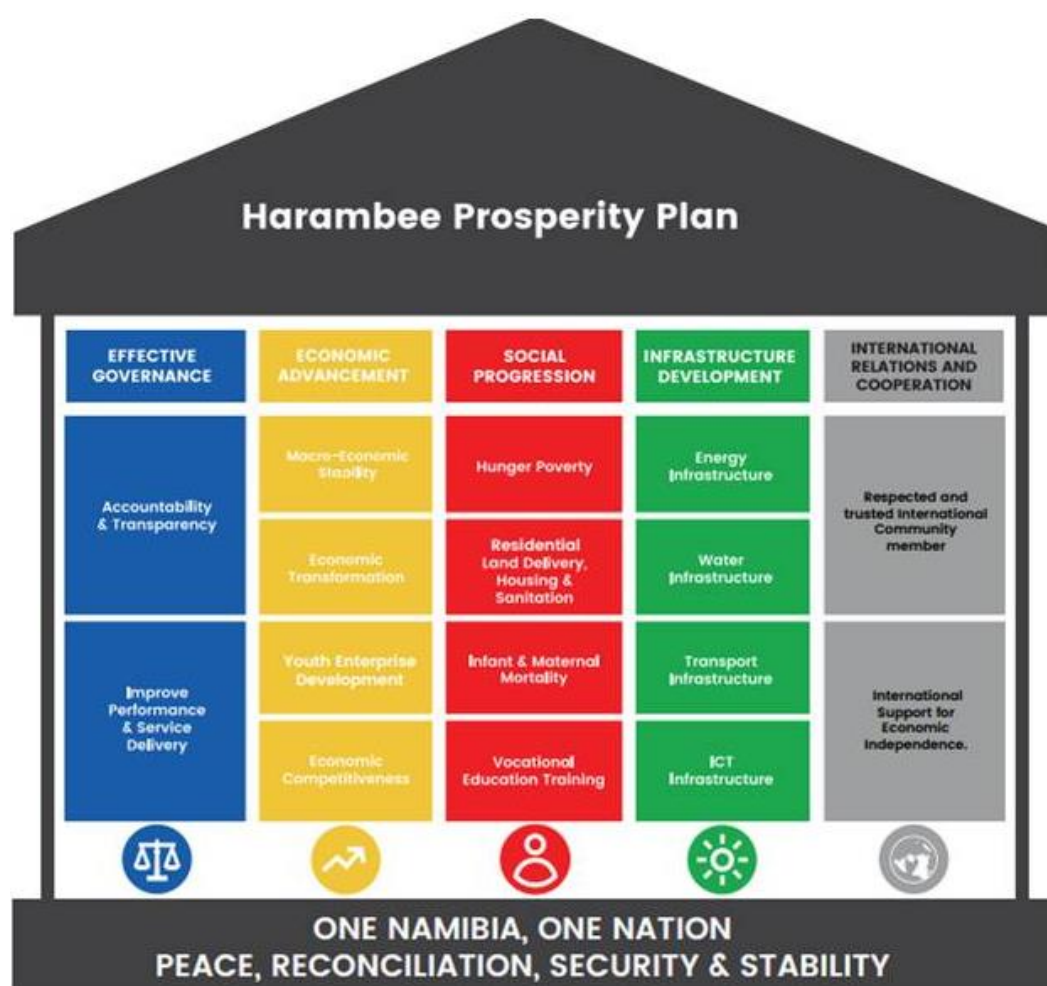 Harambee Prosperity Plan
EFFECTIVE
GOVERNANCE
Accountability
& Transparency
Improve
Performance
& Service
Delivery
ECONOMIC
ADVANCEMENT
Macro-Economic
Stability
Economic
Transformation
Youth Enterprise
Development
Economic
Competitiveness
SOCIAL
PROGRESSION
Hunger Poverty
Residential
Land Delivery,
Housing &
Sanitation
Infant & Maternal
Mortality
Vocational
Education Training
INFRASTRUCTURE
DEVELOPMENT
Energy
Infrastructure
Water
Infrastructure
Transport
Infrastructure
ICT
Infrastructure
INTERNATIONAL
RELATIONS AND
COOPERATION
Respected and
trusted International
Community
member
International
Support for
Economic
Independence.
ONE NAMIBIA, ONE NATION
PEACE, RECONCILIATION, SECURITY & STABILITY